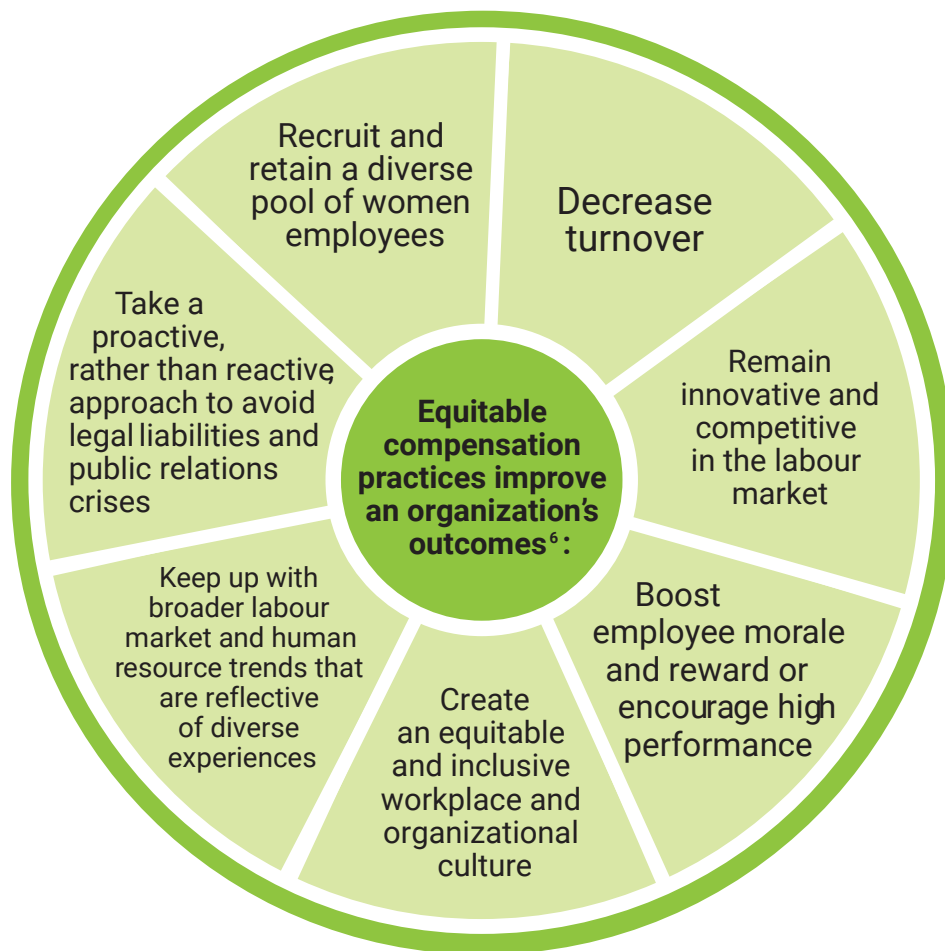 Equitable
compensation
practices improve
an organization’s
outcomes⁶ :
Recruit and
retain a diverse
pool of women
employees
Decrease
turnover
Remain
innovative and
competitive
in the labour
market
Boost
employee morale
and reward or
encourage high
performance
Create
an equitable
and inclusive
workplace and
organizational
culture
Keep up with
broader labour
market and human
resource trends that
are reflective
of diverse
experiences
Take a
proactive,
rather than reactive,
approach to avoid
legal liabilities and
public relations
crises